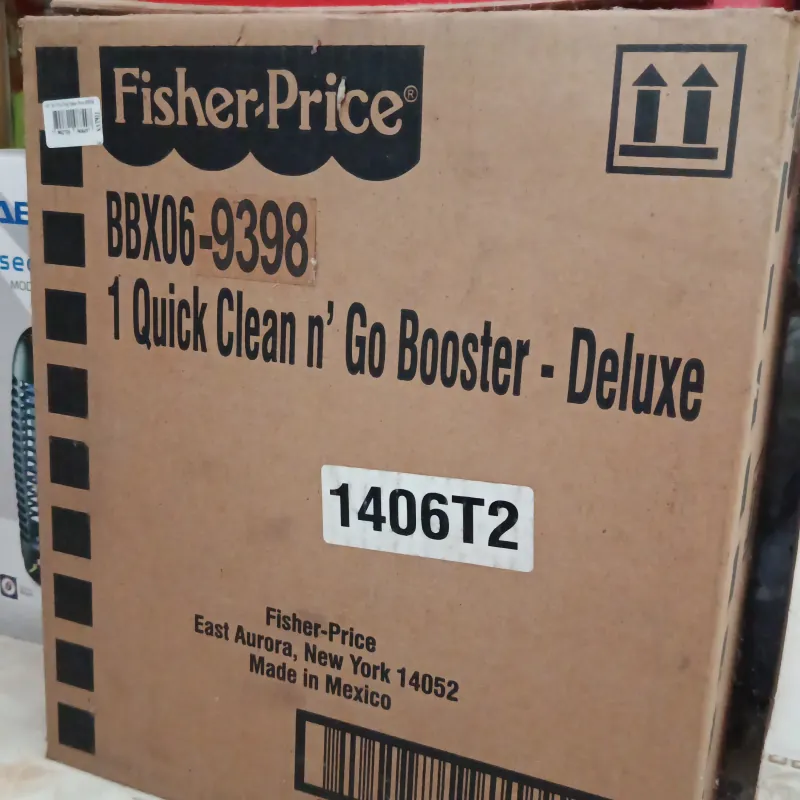 Fisher-Price®
BBX06-9398
1 Quick Clean n' Go Booster - Deluxe
1406T2
Fisher-Price
East Aurora, New York 14052
Made in Mexico